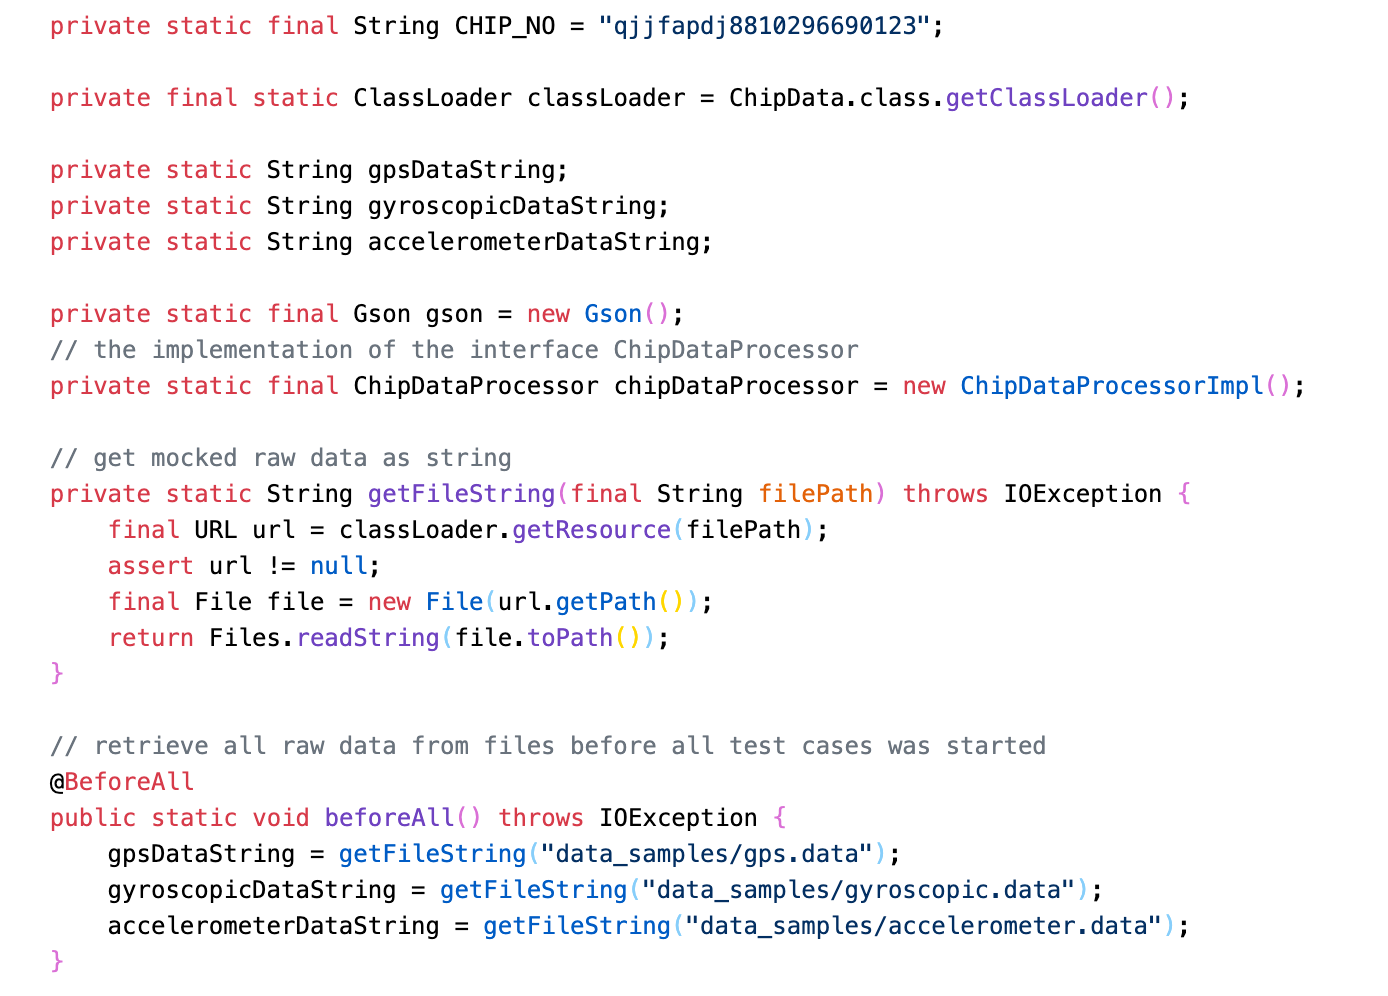 private static final String CHIP_NO = "qjjfapdj8810296690123";
private final static ClassLoader classLoader = ChipData.class.getClassLoader();
private static String gpsDataString;
private static String gyroscopicDataString;
private static String accelerometerDataString;
private static final Gson gson = new Gson();
// the implementation of the interface ChipDataProcessor
private static final ChipDataProcessor chipDataProcessor = new ChipDataProcessorImpl();
// get mocked raw data as string
private static String getFileString(final String filePath) throws IOException {
    final URL url = classLoader.getResource(filePath);
    assert url != null;
    final File file = new File(url.getPath());
    return Files.readString(file.toPath());
}
// retrieve all raw data from files before all test cases was started
@BeforeAll
public static void beforeAll() throws IOException {
    gpsDataString = getFileString("data_samples/gps.data");
    gyroscopicDataString = getFileString("data_samples/gyroscopic.data");
    accelerometerDataString = getFileString("data_samples/accelerometer.data");
}